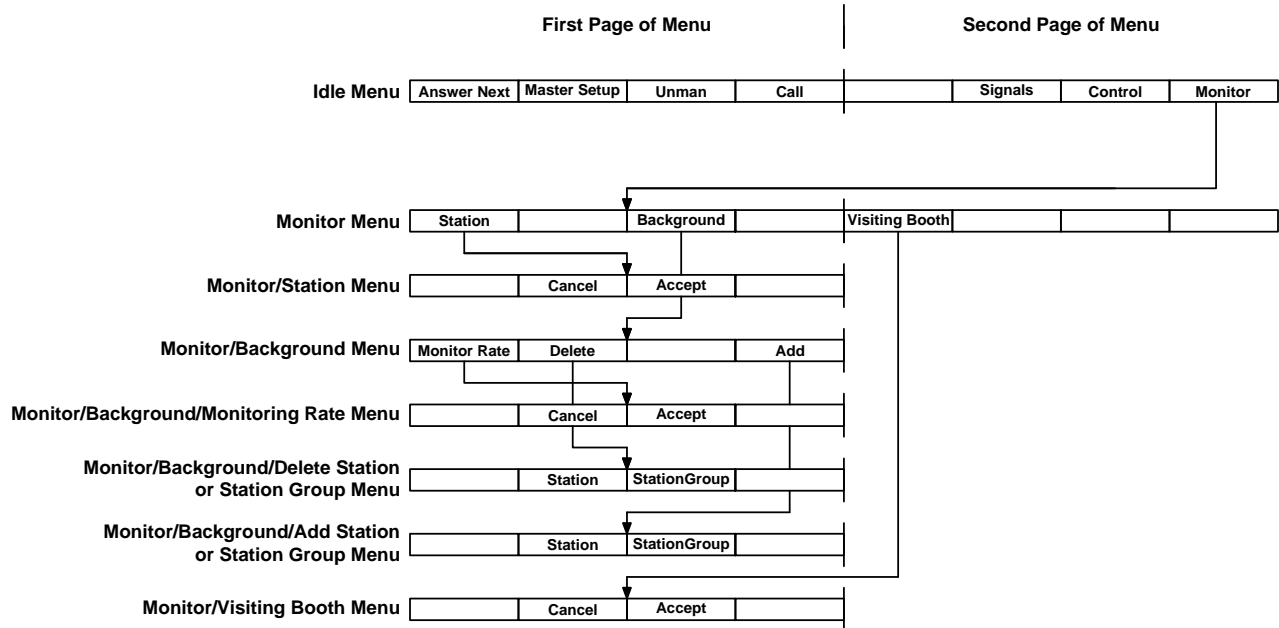 First Page of Menu
Second Page of Menu
Idle Menu
Answer Next
Master Setup
Unman
Call
Signals
Control
Monitor
Monitor Menu
Station
Background
Visiting Booth
Monitor/Station Menu
Cancel
Accept
Monitor/Background Menu
Monitor Rate
Delete
Add
Monitor/Background/Monitoring Rate Menu
Cancel
Accept
Monitor/Background/Delete Station
or Station Group Menu
Station
StationGroup
Monitor/Background/Add Station
or Station Group Menu
Station
StationGroup
Monitor/Visiting Booth Menu
Cancel
Accept